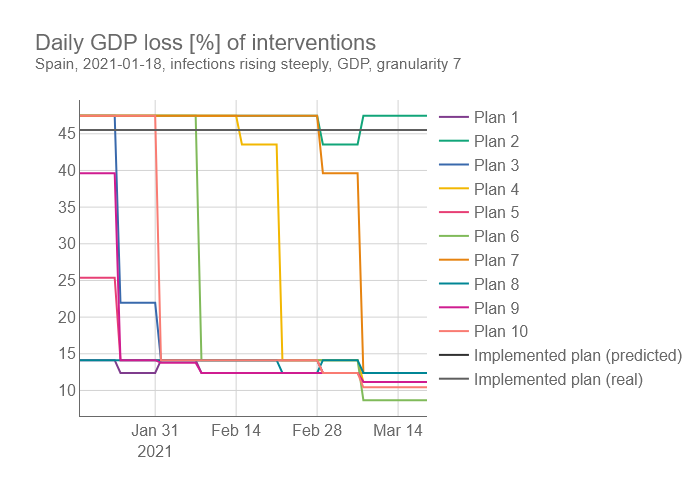 Daily GDP loss [%] of interventions
Spain, 2021-01-18, infections rising steeply, GDP, granularity 7
45
40
35
30
25
20
15
10
Jan 31
2021
Feb 14
Feb 28
Mar 14
Plan 1
Plan 2
Plan 3
Plan 4
Plan 5
Plan 6
Plan 7
Plan 8
Plan 9
Plan 10
Implemented plan (predicted)
Implemented plan (real)